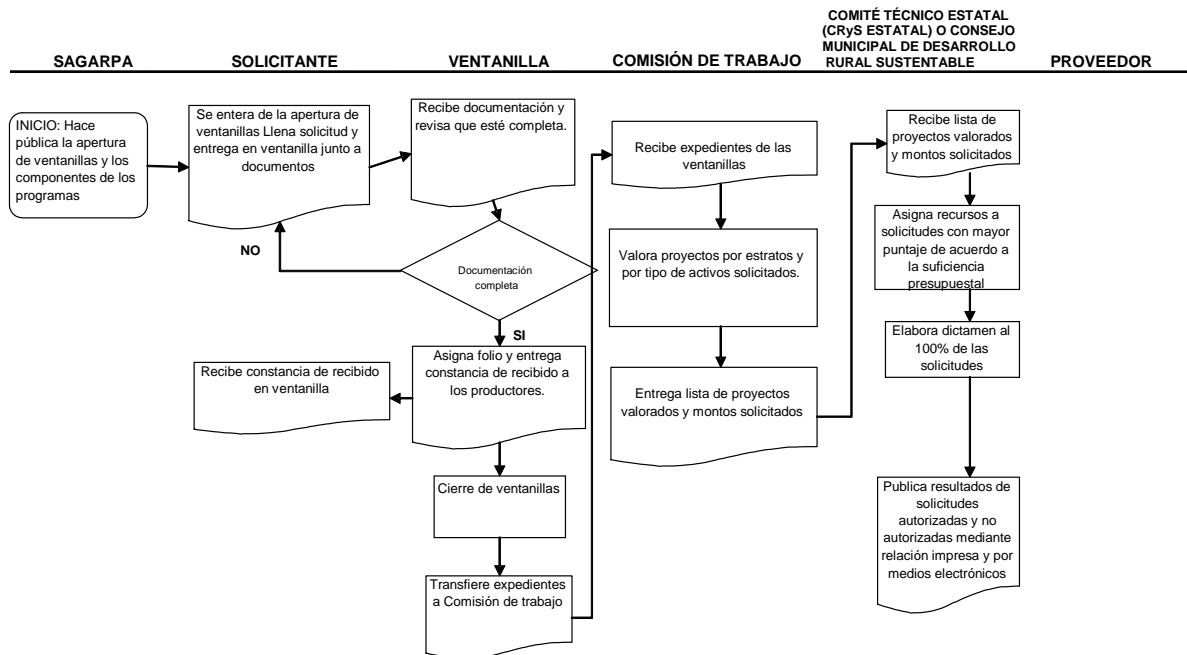 SAGARPA
SOLICITANTE
VENTANILLA
COMISIÓN DE TRABAJO
COMITÉ TÉCNICO ESTATAL
(CRyS ESTATAL) O CONSEJO
MUNICIPAL DE DESARROLLO
RURAL SUSTENTABLE
PROVEEDOR
INICIO: Hace
pública la apertura
de ventanillas y los
componentes de los
programas
Se entera de la apertura de
ventanillas Llena solicitud y
entrega en ventanilla junto a
documentos
Recibe documentación y
revisa que esté completa.
NO
Documentación
completa
SI
Asigna folio y entrega
constancia de recibido a
los productores.
Recibe constancia de recibido
en ventanilla
Cierre de ventanillas
Transfiere expedientes
a Comisión de trabajo
Recibe expedientes de las
ventanillas
Valora proyectos por estratos y
por tipo de activos solicitados.
Entrega lista de proyectos
valorados y montos solicitados
Recibe lista de
proyectos valorados
y montos solicitados
Asigna recursos a
solicitudes con mayor
puntaje de acuerdo a
la suficiencia
presupuestal
Elabora dictamen al
100% de las
solicitudes
Publica resultados de
solicitudes
autorizadas y no
autorizadas mediante
relación impresa y por
medios electrónicos